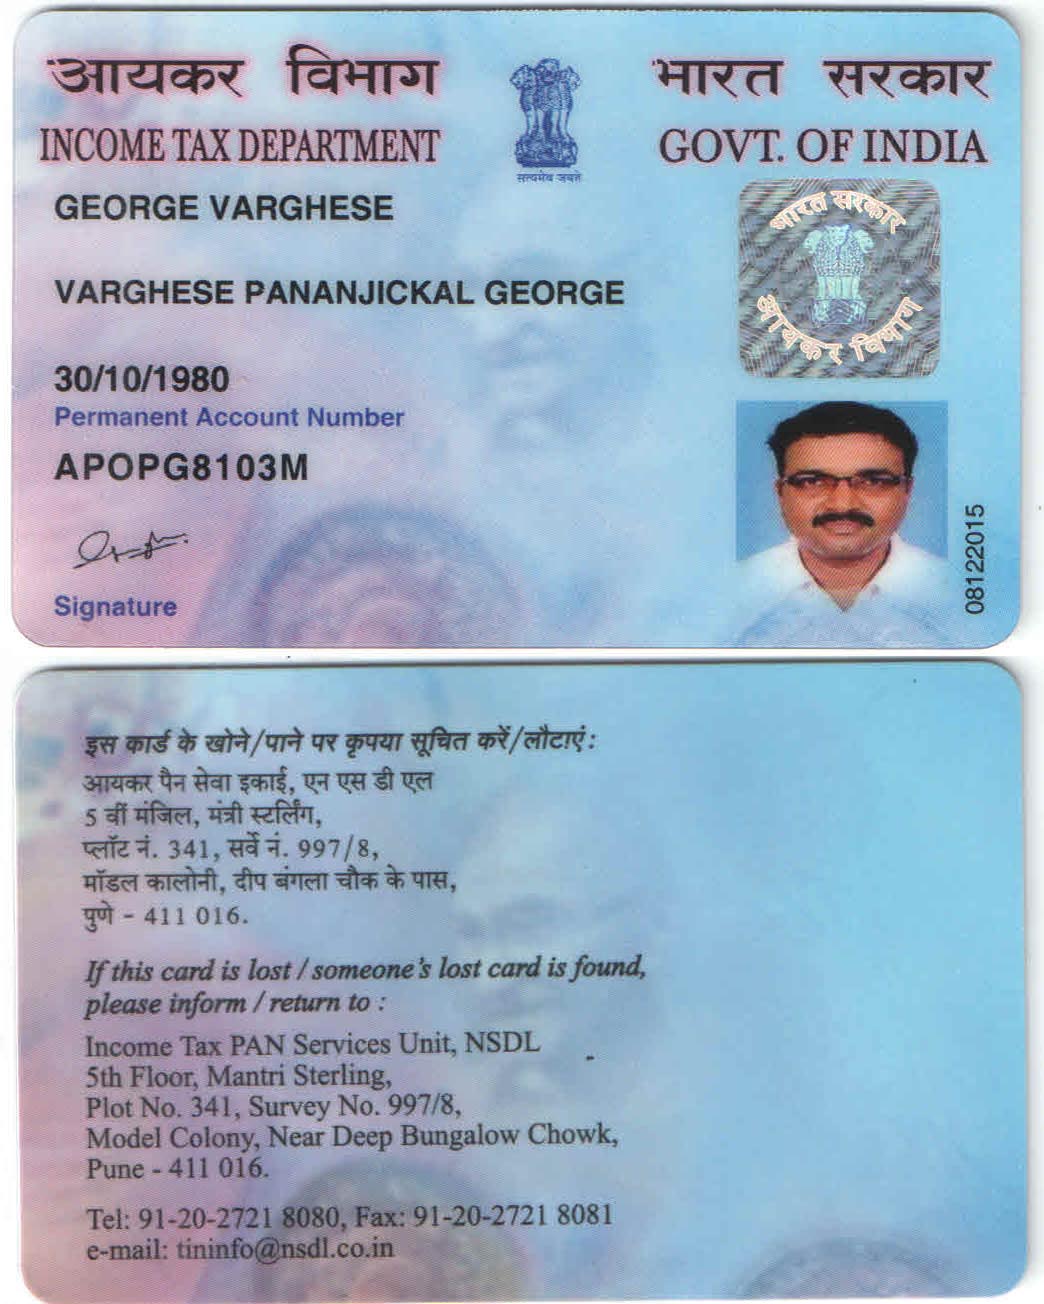 आयकर विभाग
INCOME TAX DEPARTMENT
सत्यमेव जयते
भारत सरकार
GOVT. OF INDIA
GEORGE VARGHESE
VARGHESE PANANJICKAL GEORGE
30/10/1980
Permanent Account Number
APOPG8103M
Signature
भारत सरकार
आयकर विभाग
08122015
इस कार्ड के खोने/पाने पर कृपया सूचित करें/लौटाएं :
आयकर पैन सेवा इकाई, एन एस डी एल
5 वीं मंजिल, मंत्री स्टर्लिंग,
प्लॉट नं. 341, सर्वे नं. 997/8,
मॉडल कालोनी, दीप बंगला चौक के पास,
पुणे - 411 016.
If this card is lost / someone's lost card is found,
please inform / return to :
Income Tax PAN Services Unit, NSDL
5th Floor, Mantri Sterling,
Plot No. 341, Survey No. 997/8,
Model Colony, Near Deep Bungalow Chowk,
Pune - 411 016.
Tel: 91-20-2721 8080, Fax: 91-20-2721 8081
e-mail: tininfo@nsdl.co.in